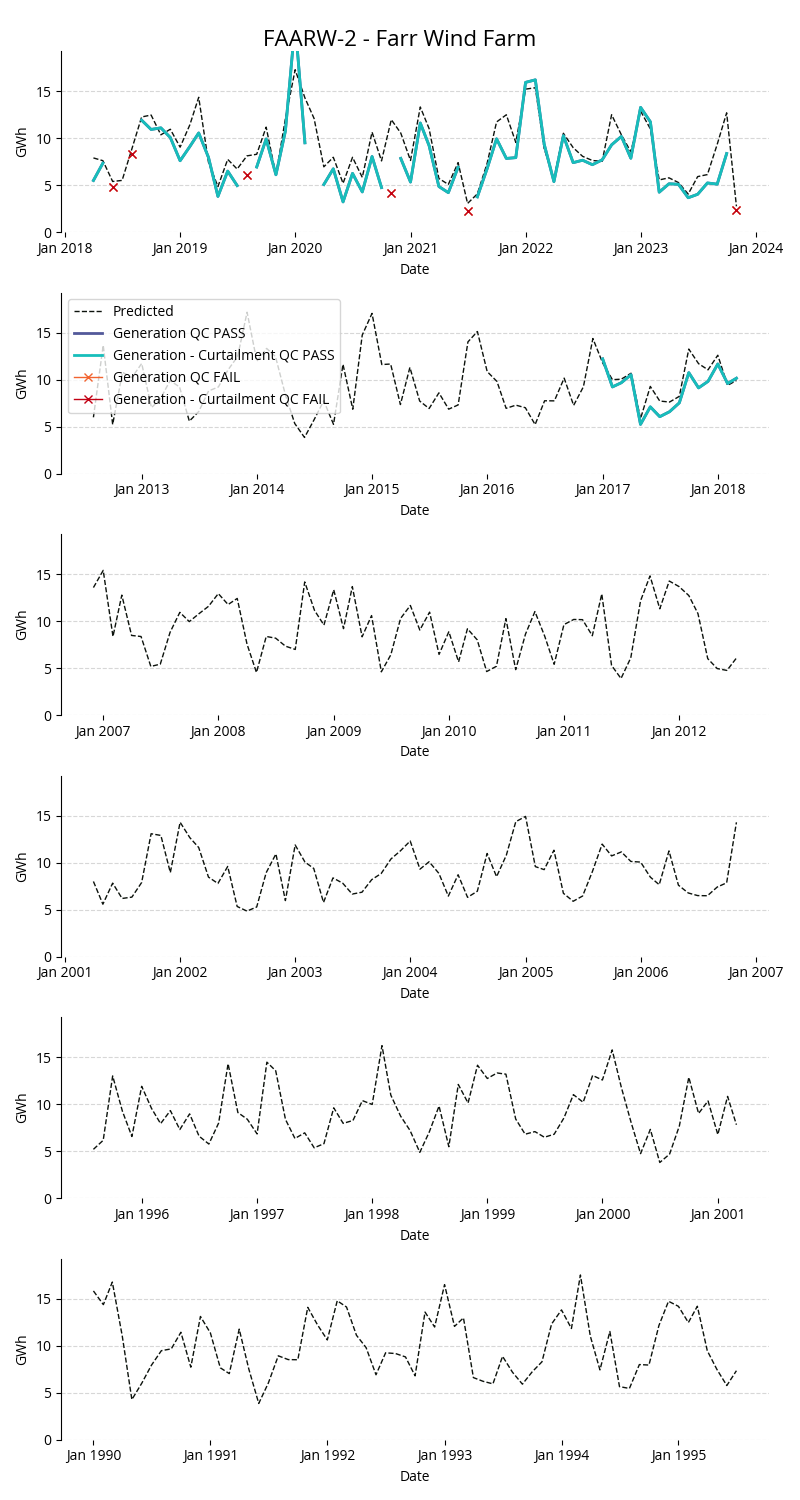 FAARW-2 - Farr Wind Farm
GWh
15
10
5
0
Jan 2018 Jan 2019 Jan 2020 Jan 2021 Jan 2022 Jan 2023 Jan 2024
Date
GWh
15
10
5
0
Predicted
Generation QC PASS
Generation - Curtailment QC PASS
Generation QC FAIL
Generation - Curtailment QC FAIL
Jan 2013 Jan 2014 Jan 2015 Jan 2016 Jan 2017 Jan 2018
Date
GWh
15
10
5
0
Jan 2007 Jan 2008 Jan 2009 Jan 2010 Jan 2011 Jan 2012
Date
GWh
15
10
5
0
Jan 2001 Jan 2002 Jan 2003 Jan 2004 Jan 2005 Jan 2006 Jan 2007
Date
GWh
15
10
5
0
Jan 1996 Jan 1997 Jan 1998 Jan 1999 Jan 2000 Jan 2001
Date
GWh
15
10
5
0
Jan 1990 Jan 1991 Jan 1992 Jan 1993 Jan 1994 Jan 1995
Date